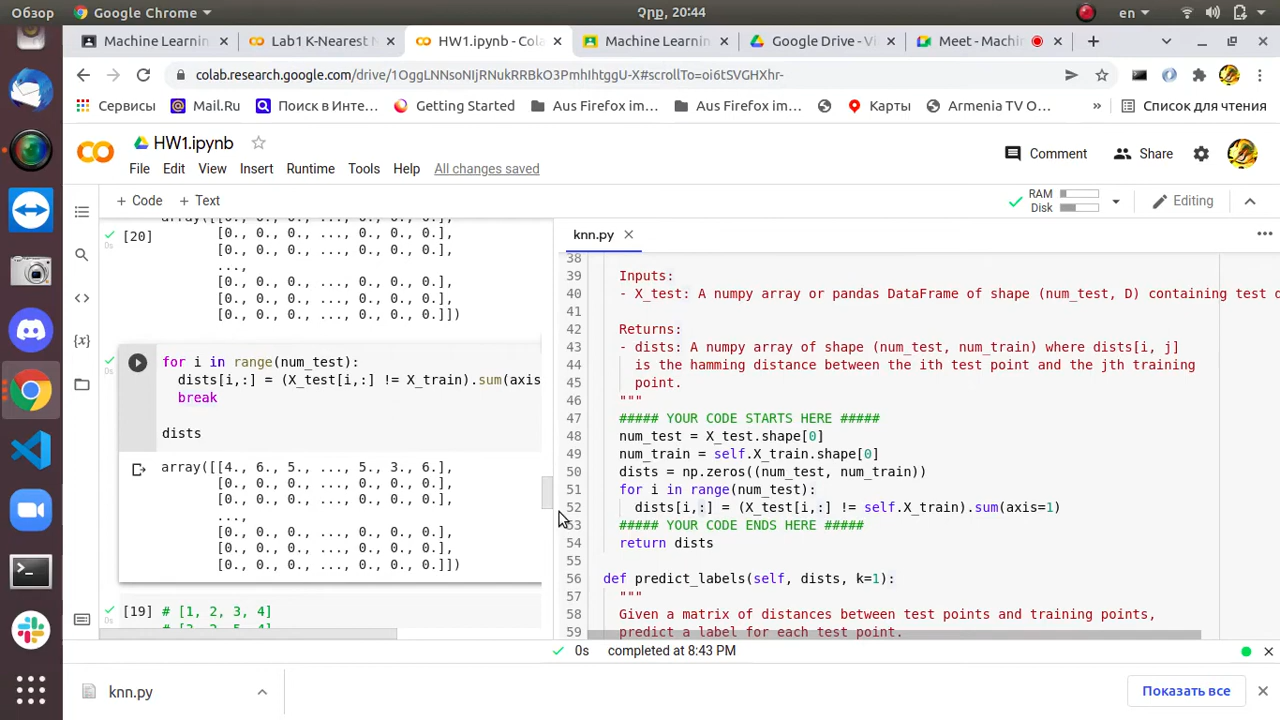 Обзор
Google Chrome
Չրք, 20:44
en
Machine Learnin
Lab1 K-Nearest N
HW1.ipynb - Cola
Machine Learnin
Google Drive - Vi
Meet - Machin
colab.research.google.com/drive/1OggLNNsoNIjRNukRRBkO3PmhIhtggU-X#scrollTo=oi6tSVGHXhr-
Сервисы
Mail.Ru
Поиск в Инте...
Getting Started
Aus Firefox im...
Aus Firefox im...
Карты
Armenia TV O...
»
Список для чтения
HW1.ipynb
Comment
Share
File Edit View Insert Runtime Tools Help All changes saved
+ Code + Text
RAM
Disk
Editing
knn.py
[20]
array([[0., 0., 0., ..., 0., 0., 0.],
[0., 0., 0., ..., 0., 0., 0.],
[0., 0., 0., ..., 0., 0., 0.],
...,
[0., 0., 0., ..., 0., 0., 0.],
[0., 0., 0., ..., 0., 0., 0.],
[0., 0., 0., ..., 0., 0., 0.]])
0s
for i in range(num_test):
dists[i,:] = (X_test[i,:] != X_train).sum(axis
break
dists
array([[4., 6., 5., ..., 5., 3., 6.],
[0., 0., 0., ..., 0., 0., 0.],
[0., 0., 0., ..., 0., 0., 0.],
...,
[0., 0., 0., ..., 0., 0., 0.],
[0., 0., 0., ..., 0., 0., 0.],
[0., 0., 0., ..., 0., 0., 0.]])
[19]
# [1, 2, 3, 4]
0s
38
39 Inputs:
40 - X_test: A numpy array or pandas DataFrame of shape (num_test, D) containing test d
41
42 Returns:
43 - dists: A numpy array of shape (num_test, num_train) where dists[i, j]
44 is the hamming distance between the ith test point and the jth training
45 point.
46 """
47 ##### YOUR CODE STARTS HERE #####
48 num_test = X_test.shape[0]
49 num_train = self.X_train.shape[0]
50 dists = np.zeros((num_test, num_train))
51 for i in range(num_test):
52 dists[i,:] = (X_test[i,:] != self.X_train).sum(axis=1)
53 ##### YOUR CODE ENDS HERE #####
54 return dists
55
56 def predict_labels(self, dists, k=1):
57 """
58 Given a matrix of distances between test points and training points,
59 predict a label for each test point.
0s completed at 8:43 PM
knn.py
Показать все